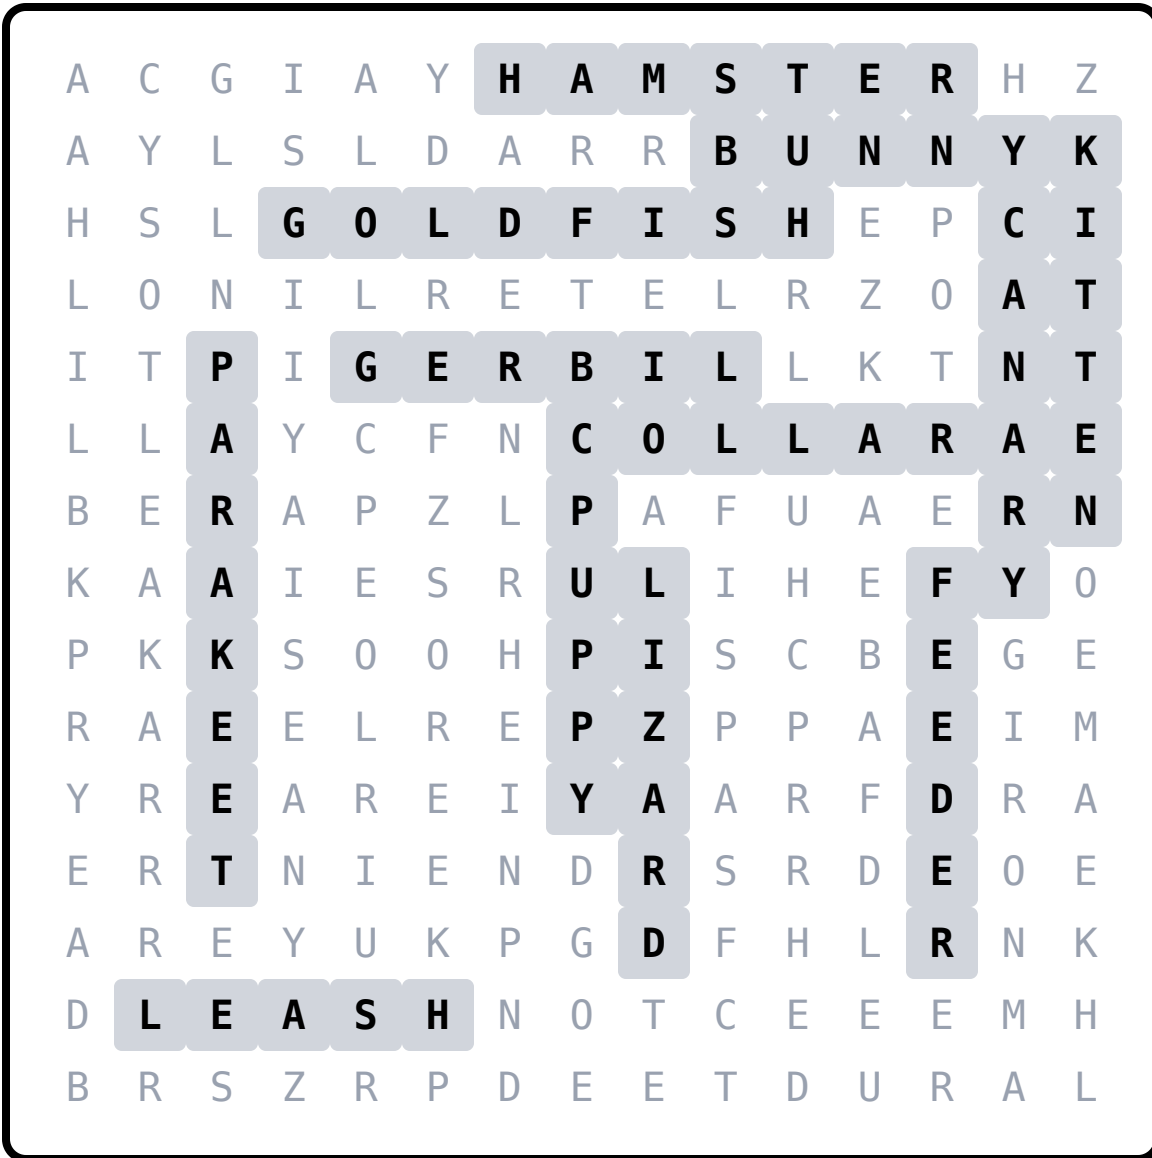 A C G I A Y H A M S T E R H Z
A Y L S L D A R R B U N N Y K
H S L G O L D F I S H E P C I
L O N I L R E T E L R Z O A T
I T P I G E R B I L L K T N T
L L A Y C F N C O L L A R A E
B E R A P Z L P A F U A E R N
K A A I E S R U L I H E F Y O
P K K S O O H P I S C B E G E
R A E E L R E P Z P P A E I M
Y R E A R E I Y A A R F D R A
E R T N I E N D R S R D E O E
A R E Y U K P G D F H L R N K
D L E A S H N O T C E E E M H
B R S Z R P D E E T D U R A L